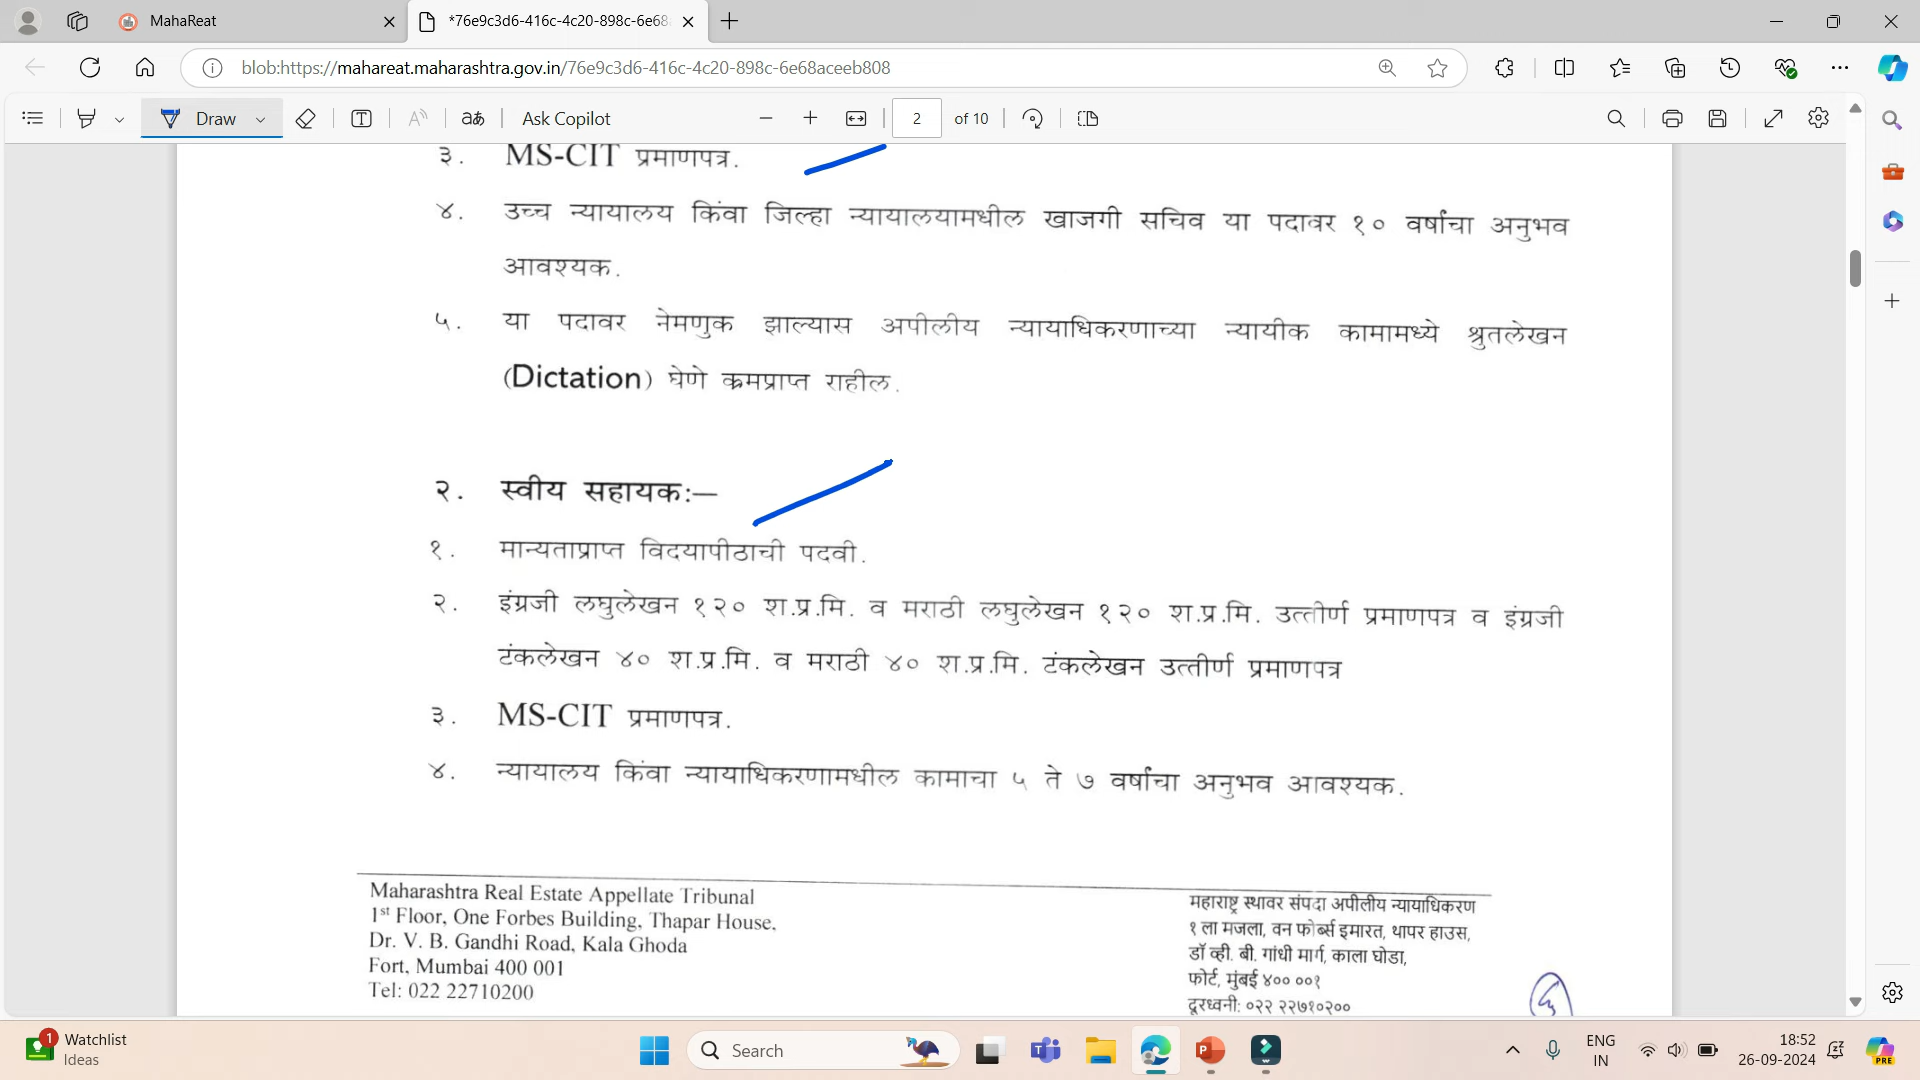 MahaReat
*76e9c3d6-416c-4c20-898c-6e68
blob:https://mahareat.maharashtra.gov.in/76e9c3d6-416c-4c20-898c-6e68aceeb808
Draw
aあ
Ask Copilot
2 of 10
३. MS-CIT प्रमाणपत्र.
४. उच्च न्यायालय किंवा जिल्हा न्यायालयामधील खाजगी सचिव या पदावर १० वर्षांचा अनुभव
आवश्यक.
५. या पदावर नेमणुक झाल्यास अपीलीय न्यायाधिकरणाच्या न्यायीक कामामध्ये श्रुतलेखन
(Dictation) घेणे क्रमप्राप्त राहील.
२. स्वीय सहायक:—
१. मान्यताप्राप्त विदयापीठाची पदवी.
२. इंग्रजी लघुलेखन १२० श.प्र.मि. व मराठी लघुलेखन १२० श.प्र.मि. उत्तीर्ण प्रमाणपत्र व इंग्रजी
टंकलेखन ४० श.प्र.मि. व मराठी ४० श.प्र.मि. टंकलेखन उत्तीर्ण प्रमाणपत्र
३. MS-CIT प्रमाणपत्र.
४. न्यायालय किंवा न्यायाधिकरणामधील कामाचा ५ ते ७ वर्षांचा अनुभव आवश्यक.
Maharashtra Real Estate Appellate Tribunal
1st Floor, One Forbes Building, Thapar House,
Dr. V. B. Gandhi Road, Kala Ghoda
Fort, Mumbai 400 001
Tel: 022 22710200
महाराष्ट्र स्थावर संपदा अपीलीय न्यायाधिकरण
१ ला मजला, वन फोर्ब्स इमारत, थापर हाउस,
डॉ व्ही. बी. गांधी मार्ग, काला घोडा,
फोर्ट, मुंबई ४०० ००१
दूरध्वनी: ०२२ २२७१०२००
1
Watchlist
Ideas
Search
PRE
ENG
IN
18:52
26-09-2024